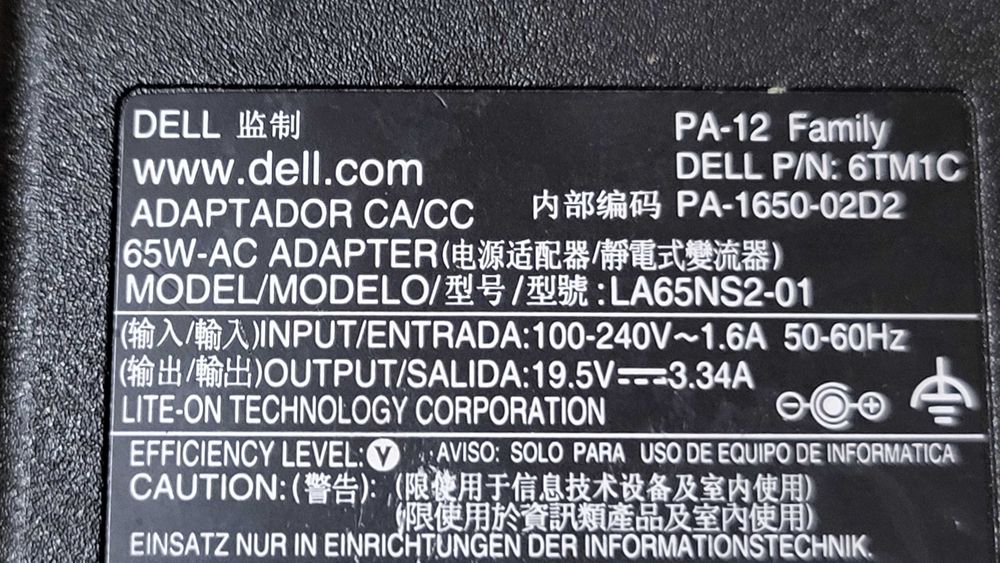 DELL 监制
PA-12 Family
www.dell.com
DELL P/N: 6TM1C
ADAPTADOR CA/CC
内部编码 PA-1650-02D2
65W-AC ADAPTER(电源适配器/靜電式變流器)
MODEL/MODELO/型号/型號:LA65NS2-01
(输入/輸入)INPUT/ENTRADA:100-240V~1.6A 50-60Hz
(输出/輸出)OUTPUT/SALIDA:19.5V⎓3.34A
LITE-ON TECHNOLOGY CORPORATION
EFFICIENCY LEVEL:V AVISO: SOLO PARA USO DE EQUIPO DE INFORMATICA
CAUTION:(警告): (限使用于信息技术设备及室内使用)
(限使用於資訊類產品及室內使用)
EINSATZ NUR IN EINRICHTUNGEN DER INFORMATIONSTECHNIK.